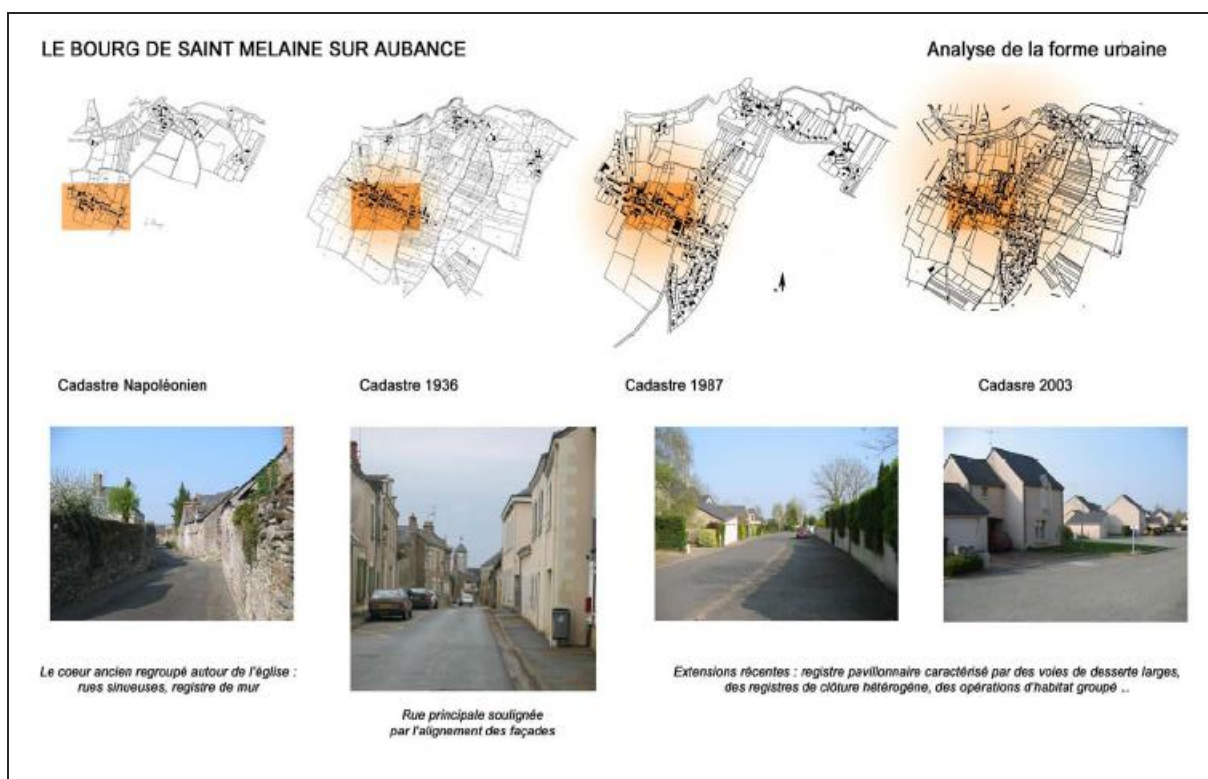 LE BOURG DE SAINT MELAINE SUR AUBANCE
Analyse de la forme urbaine
Cadastre Napoléonien
Cadastre 1936
Cadastre 1987
Cadasre 2003
Le coeur ancien regroupé autour de l'église :
rues sinueuses, registre de mur
Rue principale soulignée
par l'alignement des façades
Extensions récentes : registre pavillonnaire caractérisé par des voies de desserte larges,
des registres de clôture hétérogène, des opérations d'habitat groupé ...